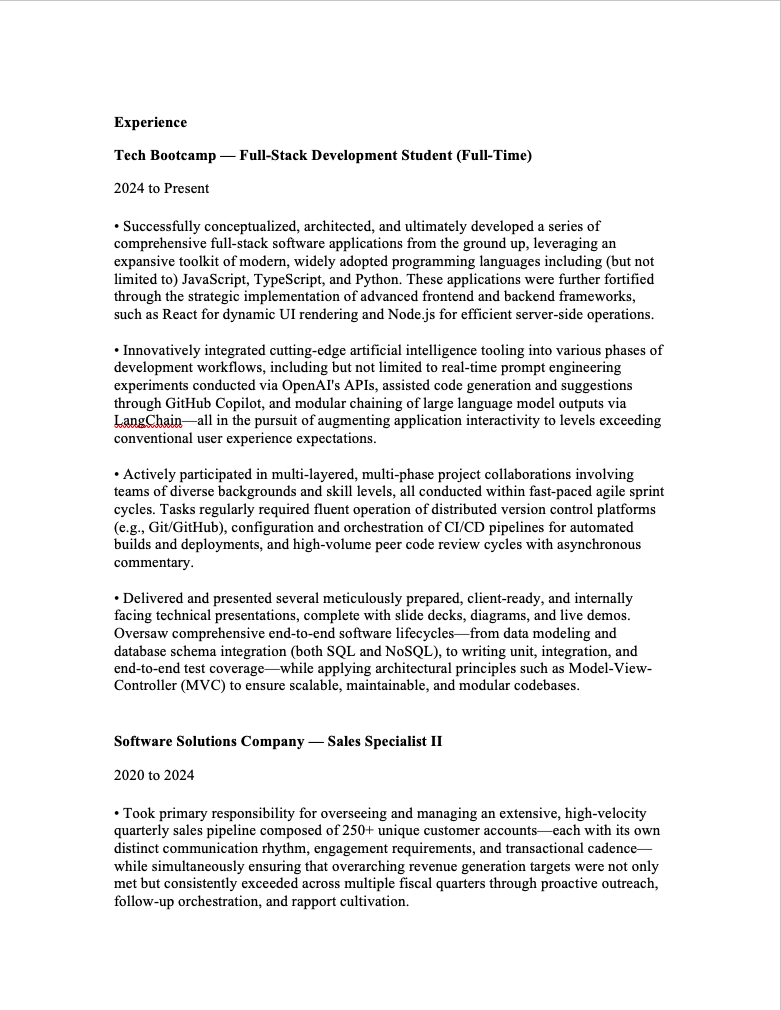 Experience
Tech Bootcamp — Full-Stack Development Student (Full-Time)
2024 to Present
• Successfully conceptualized, architected, and ultimately developed a series of
comprehensive full-stack software applications from the ground up, leveraging an
expansive toolkit of modern, widely adopted programming languages including (but not
limited to) JavaScript, TypeScript, and Python. These applications were further fortified
through the strategic implementation of advanced frontend and backend frameworks,
such as React for dynamic UI rendering and Node.js for efficient server-side operations.
• Innovatively integrated cutting-edge artificial intelligence tooling into various phases of
development workflows, including but not limited to real-time prompt engineering
experiments conducted via OpenAI's APIs, assisted code generation and suggestions
through GitHub Copilot, and modular chaining of large language model outputs via
LangChain—all in the pursuit of augmenting application interactivity to levels exceeding
conventional user experience expectations.
• Actively participated in multi-layered, multi-phase project collaborations involving
teams of diverse backgrounds and skill levels, all conducted within fast-paced agile sprint
cycles. Tasks regularly required fluent operation of distributed version control platforms
(e.g., Git/GitHub), configuration and orchestration of CI/CD pipelines for automated
builds and deployments, and high-volume peer code review cycles with asynchronous
commentary.
• Delivered and presented several meticulously prepared, client-ready, and internally
facing technical presentations, complete with slide decks, diagrams, and live demos.
Oversaw comprehensive end-to-end software lifecycles—from data modeling and
database schema integration (both SQL and NoSQL), to writing unit, integration, and
end-to-end test coverage—while applying architectural principles such as Model-View-
Controller (MVC) to ensure scalable, maintainable, and modular codebases.
Software Solutions Company — Sales Specialist II
2020 to 2024
• Took primary responsibility for overseeing and managing an extensive, high-velocity
quarterly sales pipeline composed of 250+ unique customer accounts—each with its own
distinct communication rhythm, engagement requirements, and transactional cadence—
while simultaneously ensuring that overarching revenue generation targets were not only
met but consistently exceeded across multiple fiscal quarters through proactive outreach,
follow-up orchestration, and rapport cultivation.